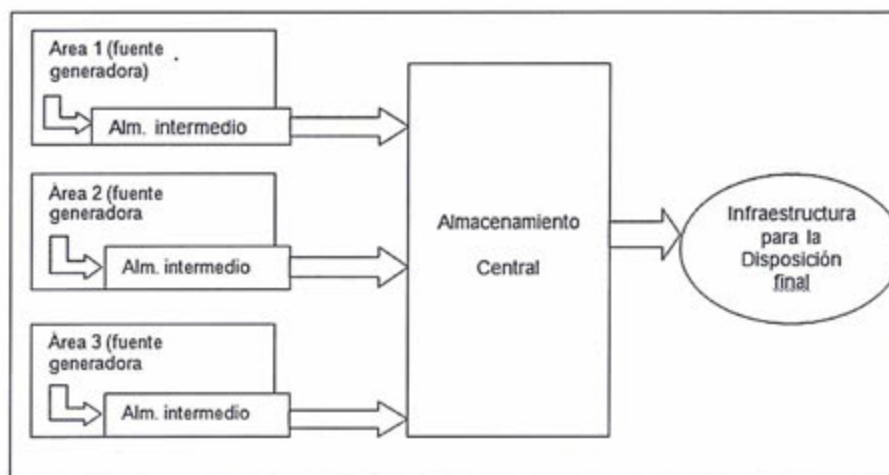 Área 1 (fuente
generadora)
Alm. intermedio
Área 2 (fuente
generadora
Alm. intermedio
Área 3 (fuente
generadora
Alm. intermedio
Almacenamiento
Central
Infraestructura
para la
Disposición
final